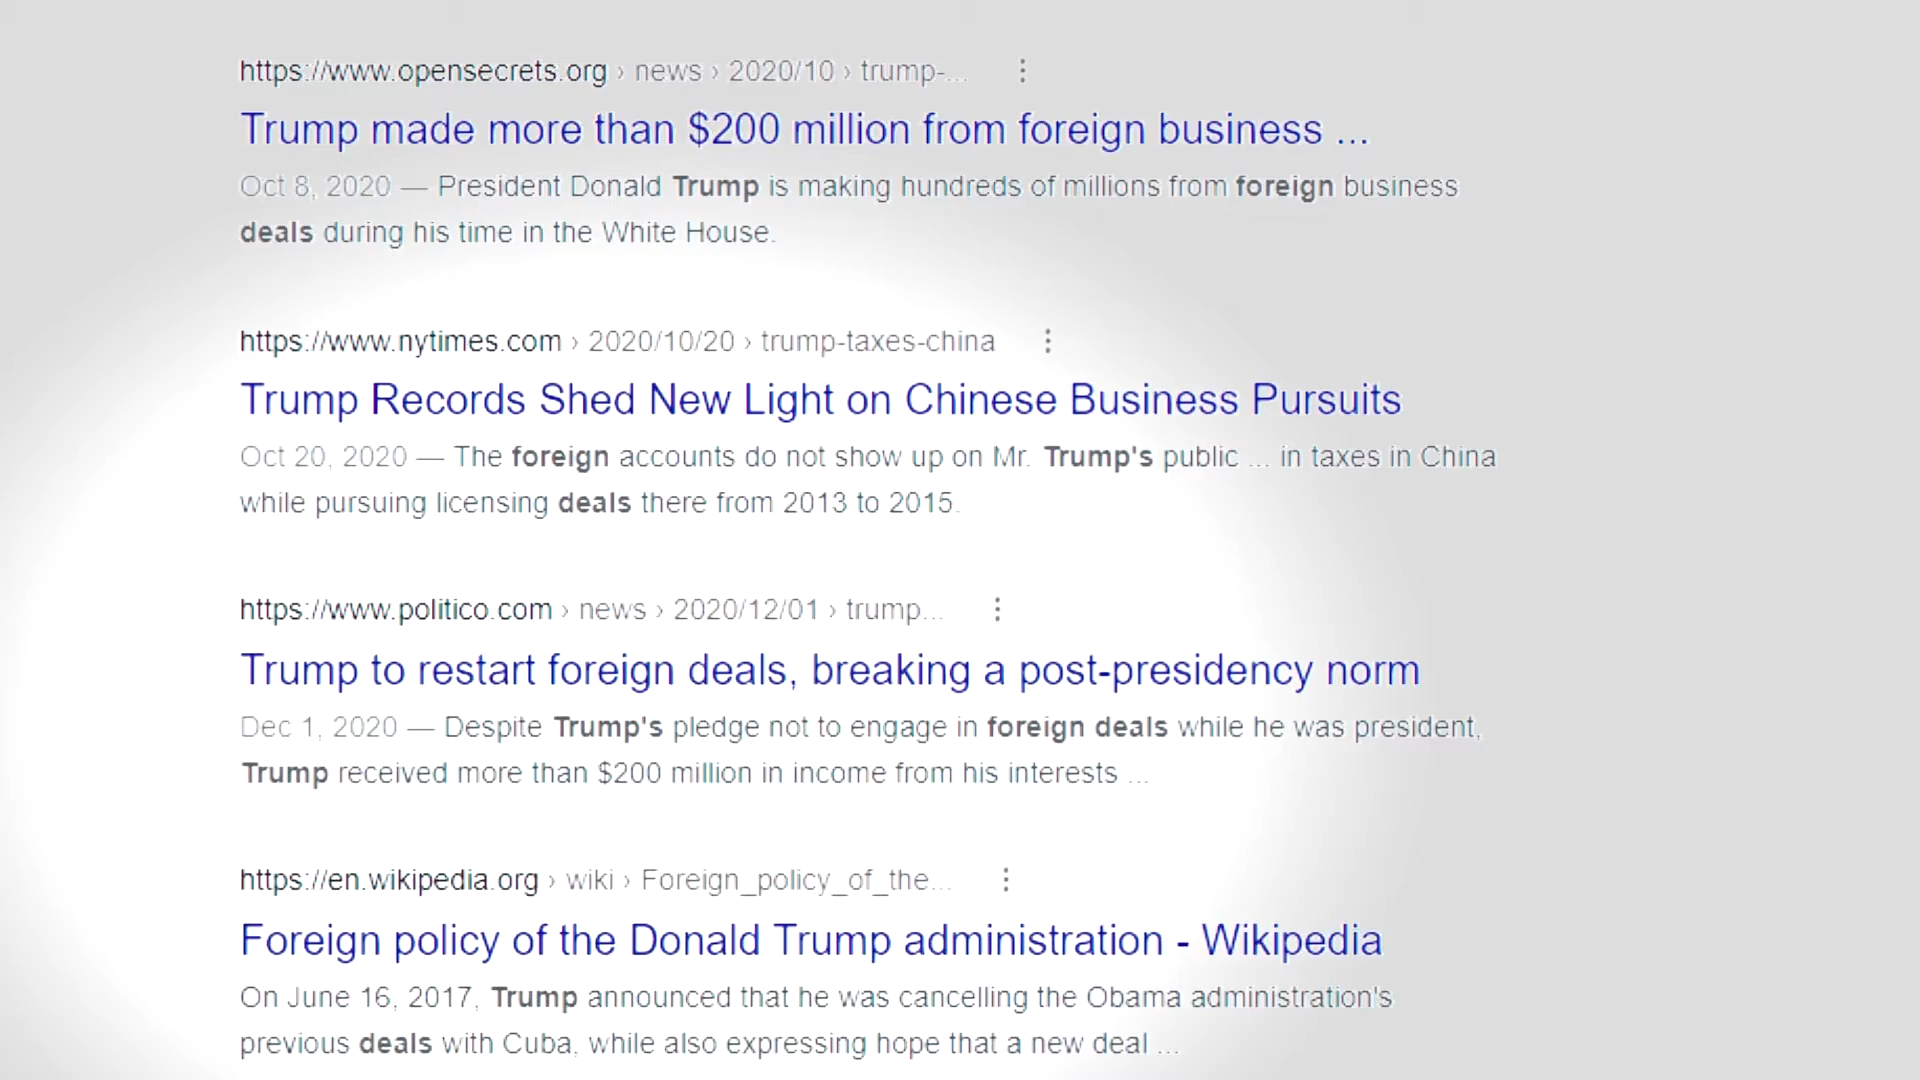 https://www.opensecrets.org › news › 2020/10 › trump-...
Trump made more than $200 million from foreign business ...
Oct 8, 2020 — President Donald Trump is making hundreds of millions from foreign business
deals during his time in the White House.
https://www.nytimes.com › 2020/10/20 › trump-taxes-china
Trump Records Shed New Light on Chinese Business Pursuits
Oct 20, 2020 — The foreign accounts do not show up on Mr. Trump's public ... in taxes in China
while pursuing licensing deals there from 2013 to 2015.
https://www.politico.com › news › 2020/12/01 › trump...
Trump to restart foreign deals, breaking a post-presidency norm
Dec 1, 2020 — Despite Trump's pledge not to engage in foreign deals while he was president,
Trump received more than $200 million in income from his interests ...
https://en.wikipedia.org › wiki › Foreign_policy_of_the...
Foreign policy of the Donald Trump administration - Wikipedia
On June 16, 2017, Trump announced that he was cancelling the Obama administration's
previous deals with Cuba, while also expressing hope that a new deal ...